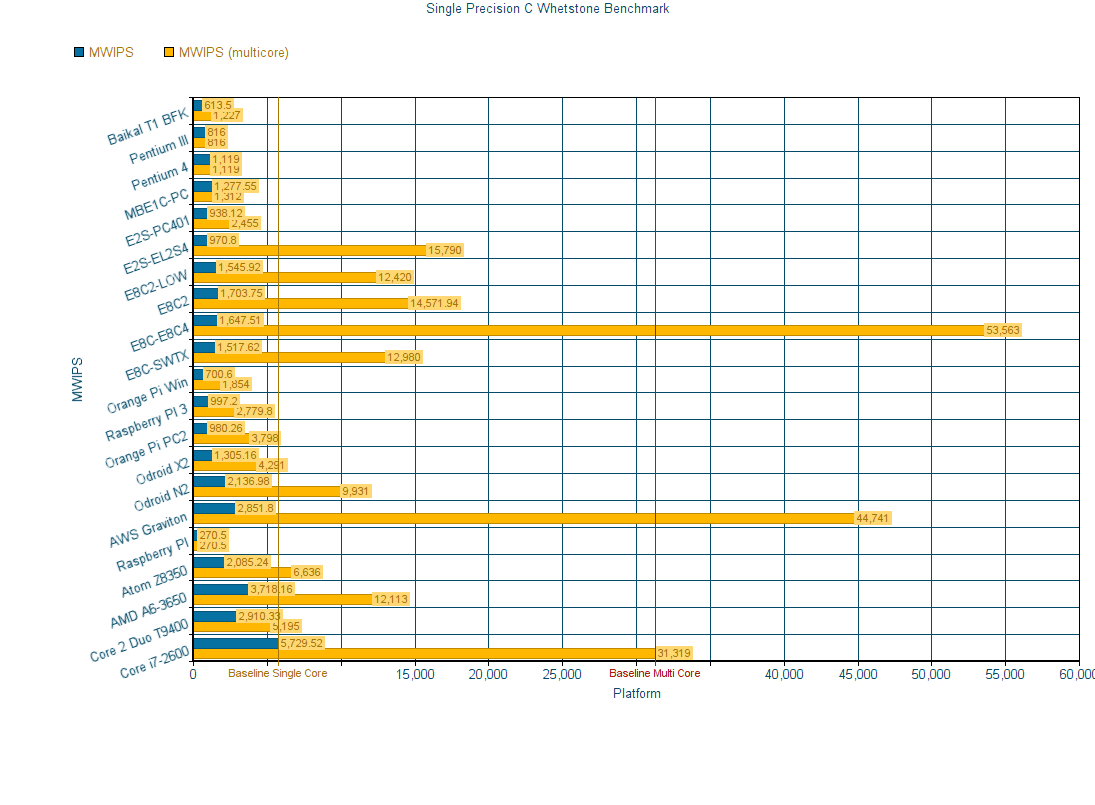 Single Precision C Whetstone Benchmark
MWIPS MWIPS (multicore)
Baikal T1 BFK 613.5 1,227
Pentium III 816 816
Pentium 4 1,119 1,119
MBE1C-PC 1,277.55 1,312
E2S-PC401 938.12 2,455
E2S-EL2S4 970.8 15,790
E8C2-LOW 1,545.92 12,420
E8C2 1,703.75 14,571.94
E8C-E8C4 1,647.51 53,563
E8C-SWTX 1,517.62 12,980
Orange Pi Win 700.6 1,854
Raspberry PI 3 997.2 2,779.8
Orange Pi PC2 980.26 3,798
Odroid X2 1,305.16 4,291
Odroid N2 2,136.98 9,931
AWS Graviton 2,851.8 44,741
Raspberry PI 270.5 270.5
Atom Z8350 2,085.24 6,636
AMD A6-3650 3,718.16 12,113
Core 2 Duo T9400 2,910.33 5,195
Core i7-2600 5,729.52 31,319
MWIPS
0 Baseline Single Core 15,000 20,000 25,000 Baseline Multi Core 40,000 45,000 50,000 55,000 60,000
Platform